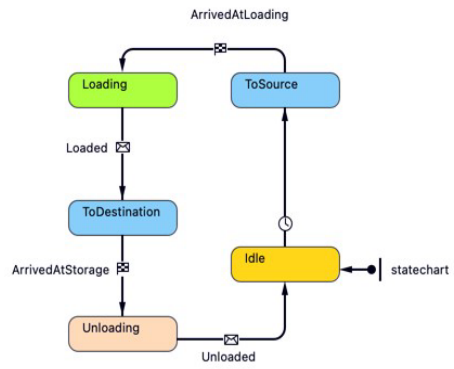 ArrivedAtLoading
Loading
ToSource
Loaded
ToDestination
ArrivedAtStorage
Idle
statechart
Unloading
Unloaded